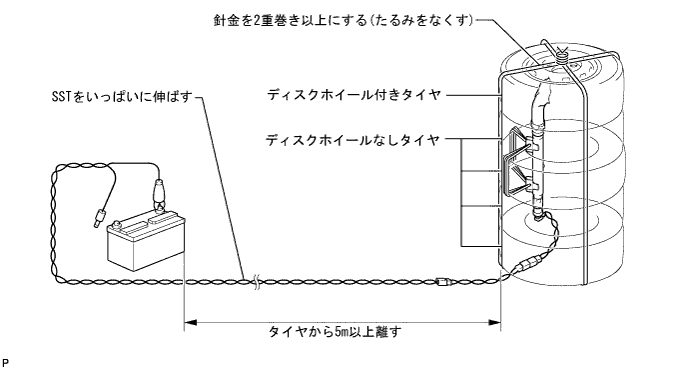 針金を2重巻き以上にする(たるみをなくす)
SSTをいっぱいに伸ばす
ディスクホイール付きタイヤ
ディスクホイールなしタイヤ
タイヤから5m以上離す
P